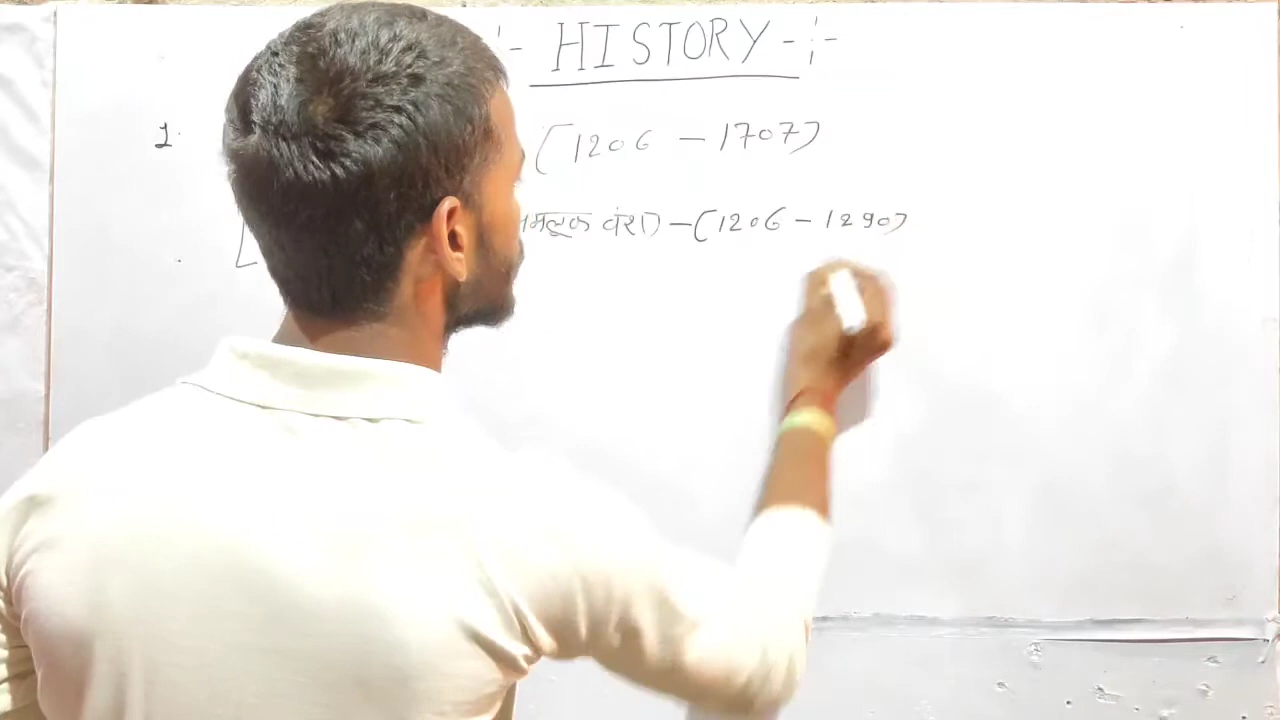 -:- HISTORY -:-
1. (1206 - 1707)
मलूक वंश) - (1206 - 1290)